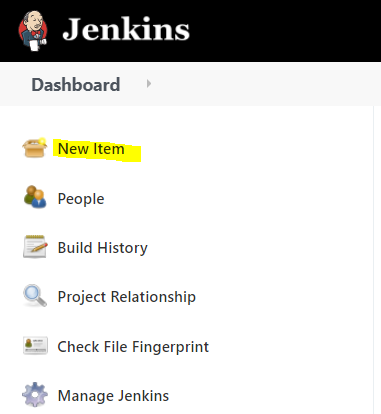 Jenkins
Dashboard
New Item
People
Build History
Project Relationship
Check File Fingerprint
Manage Jenkins